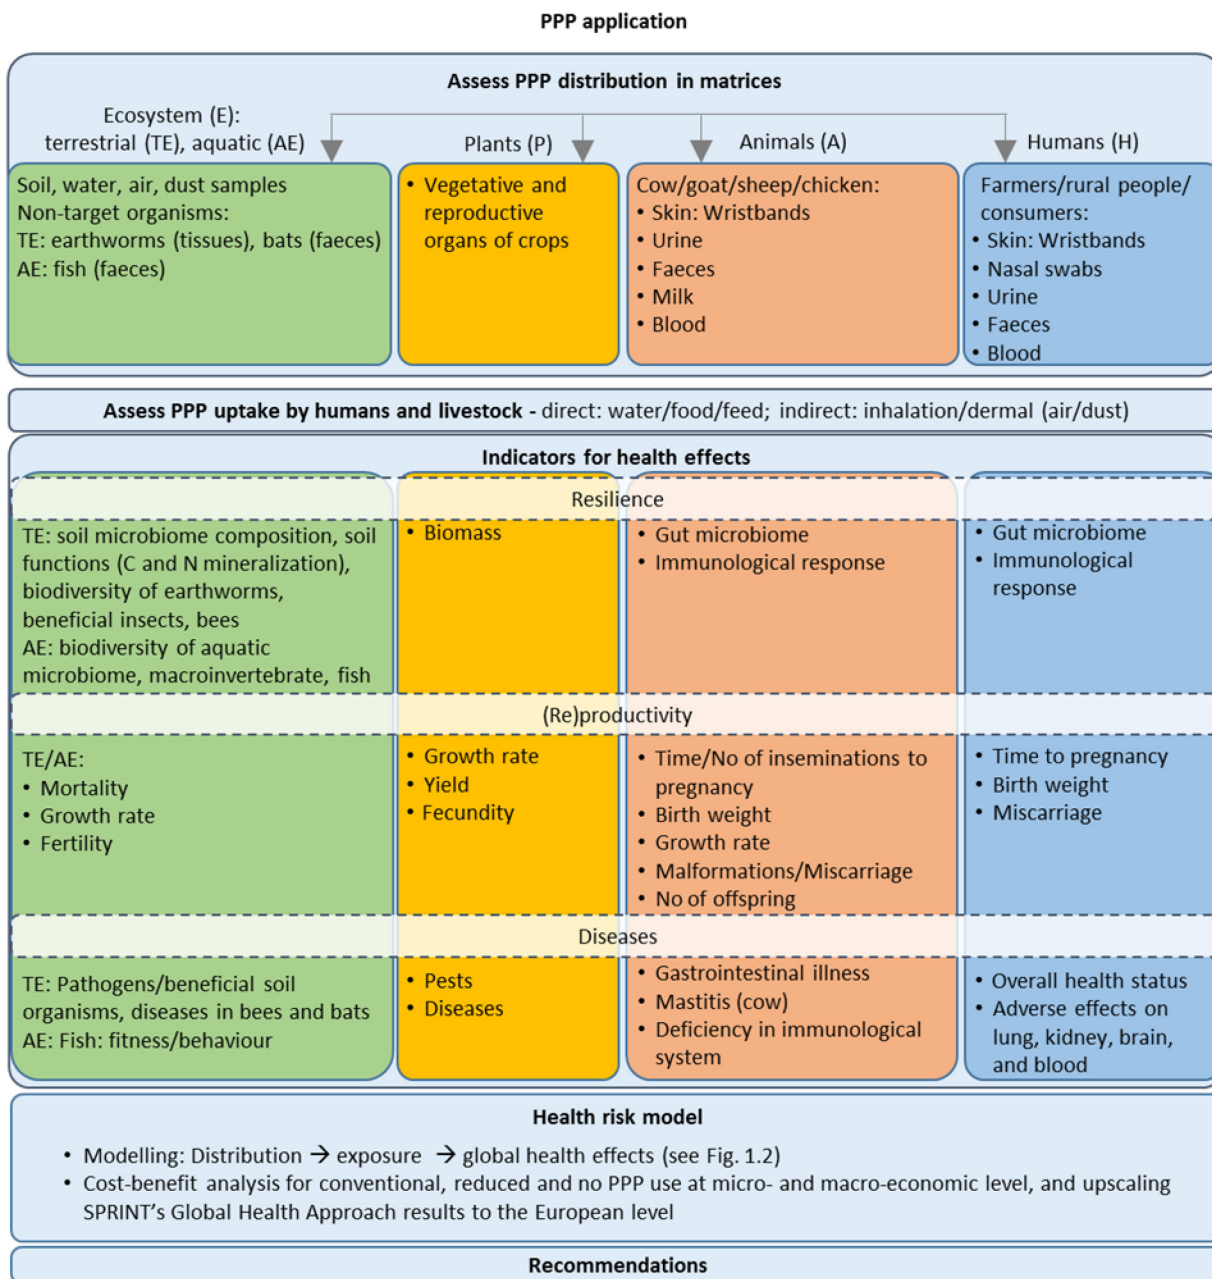 PPP application
Assess PPP distribution in matrices
Ecosystem (E):
terrestrial (TE), aquatic (AE)
Plants (P)
Animals (A)
Humans (H)
Soil, water, air, dust samples
Non-target organisms:
TE: earthworms (tissues), bats (faeces)
AE: fish (faeces)
• Vegetative and
reproductive
organs of crops
Cow/goat/sheep/chicken:
• Skin: Wristbands
• Urine
• Faeces
• Milk
• Blood
Farmers/rural people/
consumers:
• Skin: Wristbands
• Nasal swabs
• Urine
• Faeces
• Blood
Assess PPP uptake by humans and livestock - direct: water/food/feed; indirect: inhalation/dermal (air/dust)
Indicators for health effects
Resilience
TE: soil microbiome composition, soil
functions (C and N mineralization),
biodiversity of earthworms,
beneficial insects, bees
AE: biodiversity of aquatic
microbiome, macroinvertebrate, fish
• Biomass
• Gut microbiome
• Immunological response
• Gut microbiome
• Immunological
response
(Re)productivity
TE/AE:
• Mortality
• Growth rate
• Fertility
• Growth rate
• Yield
• Fecundity
• Time/No of inseminations to
pregnancy
• Birth weight
• Growth rate
• Malformations/Miscarriage
• No of offspring
• Time to pregnancy
• Birth weight
• Miscarriage
Diseases
TE: Pathogens/beneficial soil
organisms, diseases in bees and bats
AE: Fish: fitness/behaviour
• Pests
• Diseases
• Gastrointestinal illness
• Mastitis (cow)
• Deficiency in immunological
system
• Overall health status
• Adverse effects on
lung, kidney, brain,
and blood
Health risk model
• Modelling: Distribution → exposure → global health effects (see Fig. 1.2)
• Cost-benefit analysis for conventional, reduced and no PPP use at micro- and macro-economic level, and upscaling
SPRINT's Global Health Approach results to the European level
Recommendations